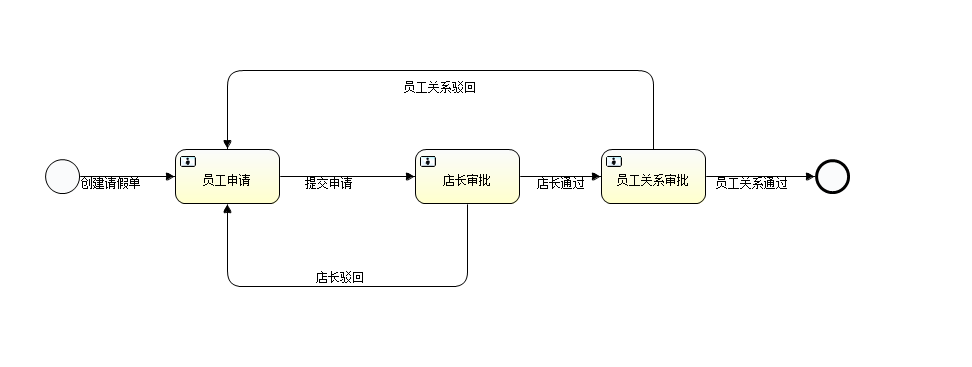 员工关系驳回
创建请假单
员工申请
提交申请
店长审批
店长通过
员工关系审批
员工关系通过
店长驳回